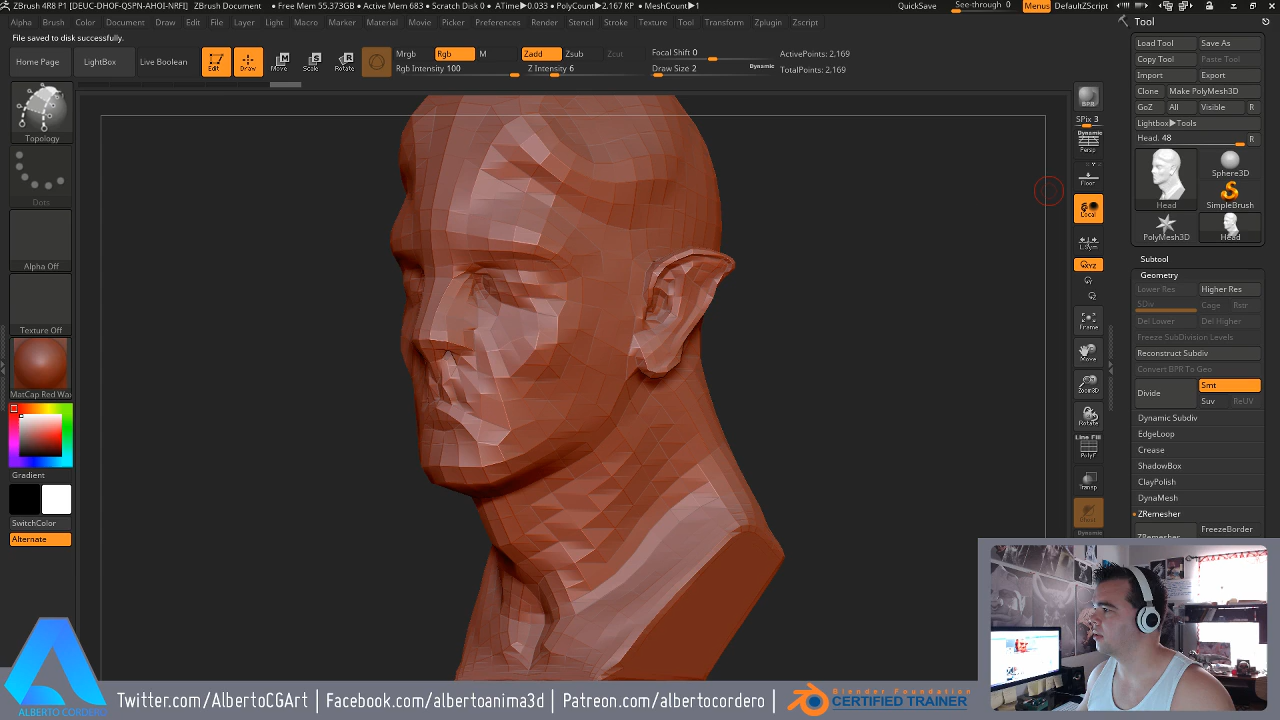 ZBrush 4R8 P1 [DEUC-DHOF-QSPN-AHOI-NRFI]   ZBrush Document   • Free Mem 55.373GB • Active Mem 683 • Scratch Disk 0 • ATime▶0.033 • PolyCount▶2.167 KP • MeshCount▶1   QuickSave   See-through 0   Menus   DefaultZScript
Alpha Brush Color Document Draw Edit File Layer Light Macro Marker Material Movie Picker Preferences Render Stencil Stroke Texture Tool Transform Zplugin Zscript
File saved to disk successfully.
Home Page
LightBox
Live Boolean
Edit
Draw
Move
Scale
Rotate
Mrgb
Rgb
M
Rgb Intensity 100
Zadd
Zsub
Zcut
Z Intensity 6
Focal Shift 0
Draw Size 2
Dynamic
ActivePoints: 2,169
TotalPoints: 2,169
Topology
Dots
Alpha Off
Texture Off
MatCap Red Wax
Gradient
SwitchColor
Alternate
BPR
SPix 3
Dynamic
Persp
Floor
Local
L.Sym
XYZ
Frame
Move
Zoom3D
Rotate
Line Fill
PolyF
Transp
Ghost
Dynamic
Tool
Load Tool
Save As
Copy Tool
Paste Tool
Import
Export
Clone
Make PolyMesh3D
GoZ
All
Visible
R
Lightbox▶Tools
Head. 48
R
Head
Sphere3D
SimpleBrush
PolyMesh3D
Head
Subtool
Geometry
Lower Res
Higher Res
SDiv
Cage
Rstr
Del Lower
Del Higher
Freeze SubDivision Levels
Reconstruct Subdiv
Convert BPR To Geo
Divide
Smt
Suv
ReUV
Dynamic Subdiv
EdgeLoop
Crease
ShadowBox
ClayPolish
DynaMesh
ZRemesher
ZRemesher
FreezeBorder
ALBERTO CORDERO
Twitter.com/AlbertoCGArt | Facebook.com/albertoanima3d | Patreon.com/albertocordero |
Blender Foundation
CERTIFIED TRAINER